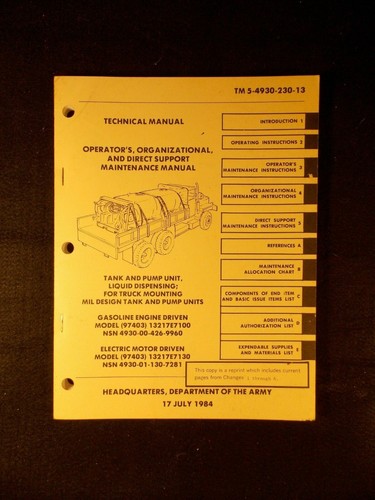 TM 5-4930-230-13
TECHNICAL MANUAL
OPERATOR'S, ORGANIZATIONAL,
AND DIRECT SUPPORT
MAINTENANCE MANUAL
TANK AND PUMP UNIT,
LIQUID DISPENSING;
FOR TRUCK MOUNTING
MIL DESIGN TANK AND PUMP UNITS
GASOLINE ENGINE DRIVEN
MODEL (97403) 13217E7100
NSN 4930-00-426-9960
ELECTRIC MOTOR DRIVEN
MODEL (97403) 13217E7130
NSN 4930-01-130-7281
INTRODUCTION 1
OPERATING INSTRUCTIONS 2
OPERATOR'S
MAINTENANCE INSTRUCTIONS 3
ORGANIZATIONAL
MAINTENANCE INSTRUCTIONS 4
DIRECT SUPPORT
MAINTENANCE INSTRUCTIONS 5
REFERENCES A
MAINTENANCE
ALLOCATION CHART B
COMPONENTS OF END ITEM
AND BASIC ISSUE ITEMS LIST C
ADDITIONAL
AUTHORIZATION LIST D
EXPENDABLE SUPPLIES
AND MATERIALS LIST E
This copy is a reprint which includes current
pages from Changes 1 through
HEADQUARTERS, DEPARTMENT OF THE ARMY
17 JULY 1984